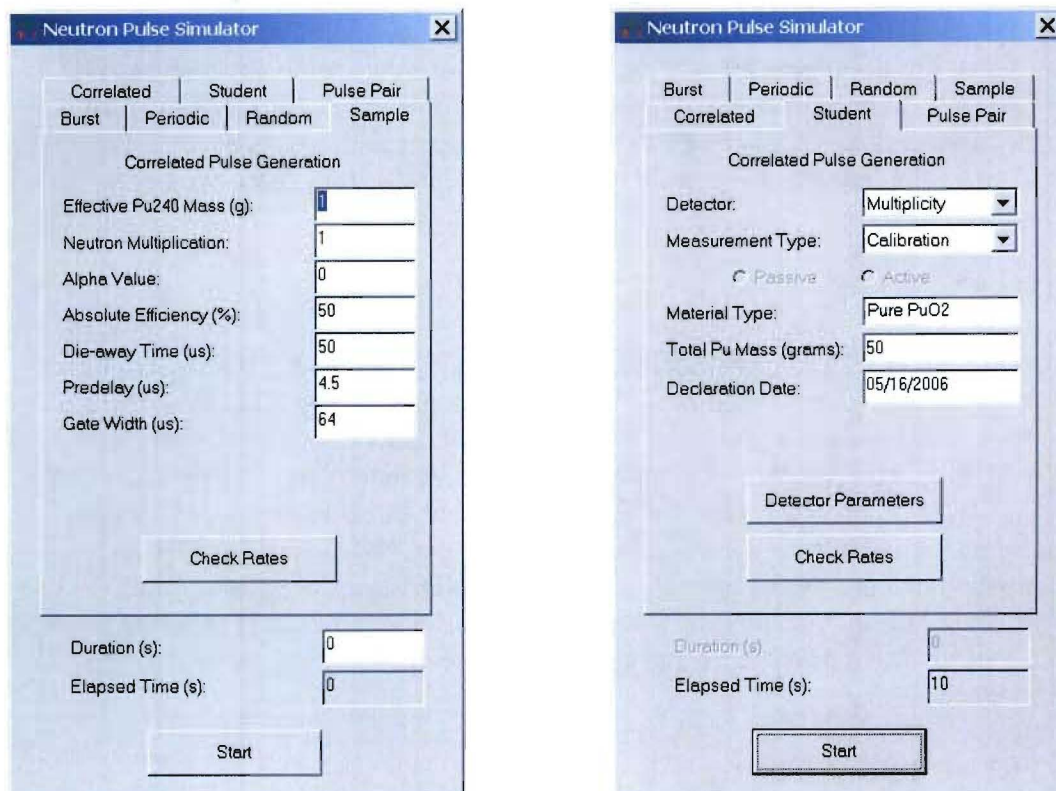 Neutron Pulse Simulator
Correlated Student Pulse Pair
Burst Periodic Random Sample
Correlated Pulse Generation
Effective Pu240 Mass (g): 1
Neutron Multiplication: 1
Alpha Value: 0
Absolute Efficiency (%): 50
Die-away Time (us): 50
Predelay (us): 4.5
Gate Width (us): 64
Check Rates
Duration (s): 0
Elapsed Time (s): 0
Start
Neutron Pulse Simulator
Burst Periodic Random Sample
Correlated Student Pulse Pair
Correlated Pulse Generation
Detector: Multiplicity
Measurement Type: Calibration
Passive Active
Material Type: Pure PuO2
Total Pu Mass (grams): 50
Declaration Date: 05/16/2006
Detector Parameters
Check Rates
Duration (s) 0
Elapsed Time (s): 10
Start